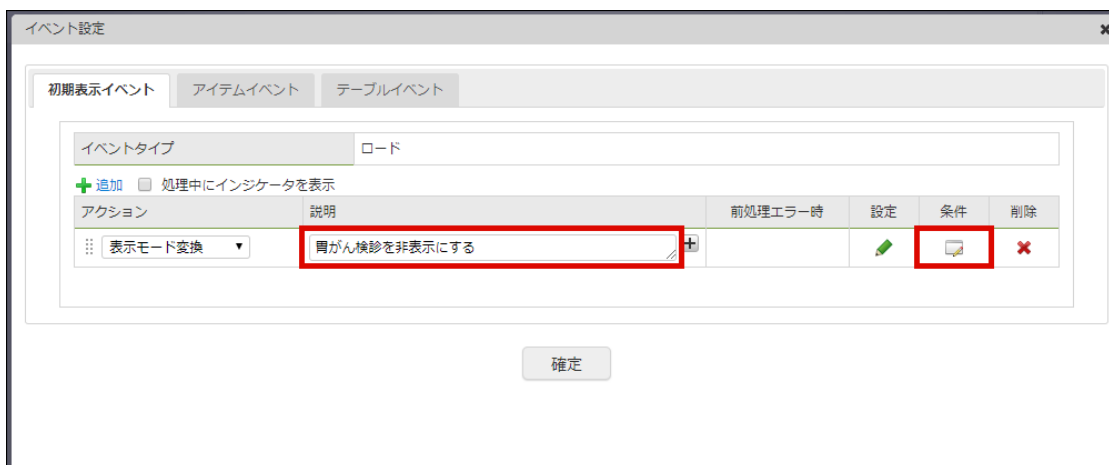 イベント設定
初期表示イベント アイテムイベント テーブルイベント
イベントタイプ ロード
追加 処理中にインジケータを表示
アクション 説明 前処理エラー時 設定 条件 削除
表示モード変換 胃がん検診を非表示にする
確定